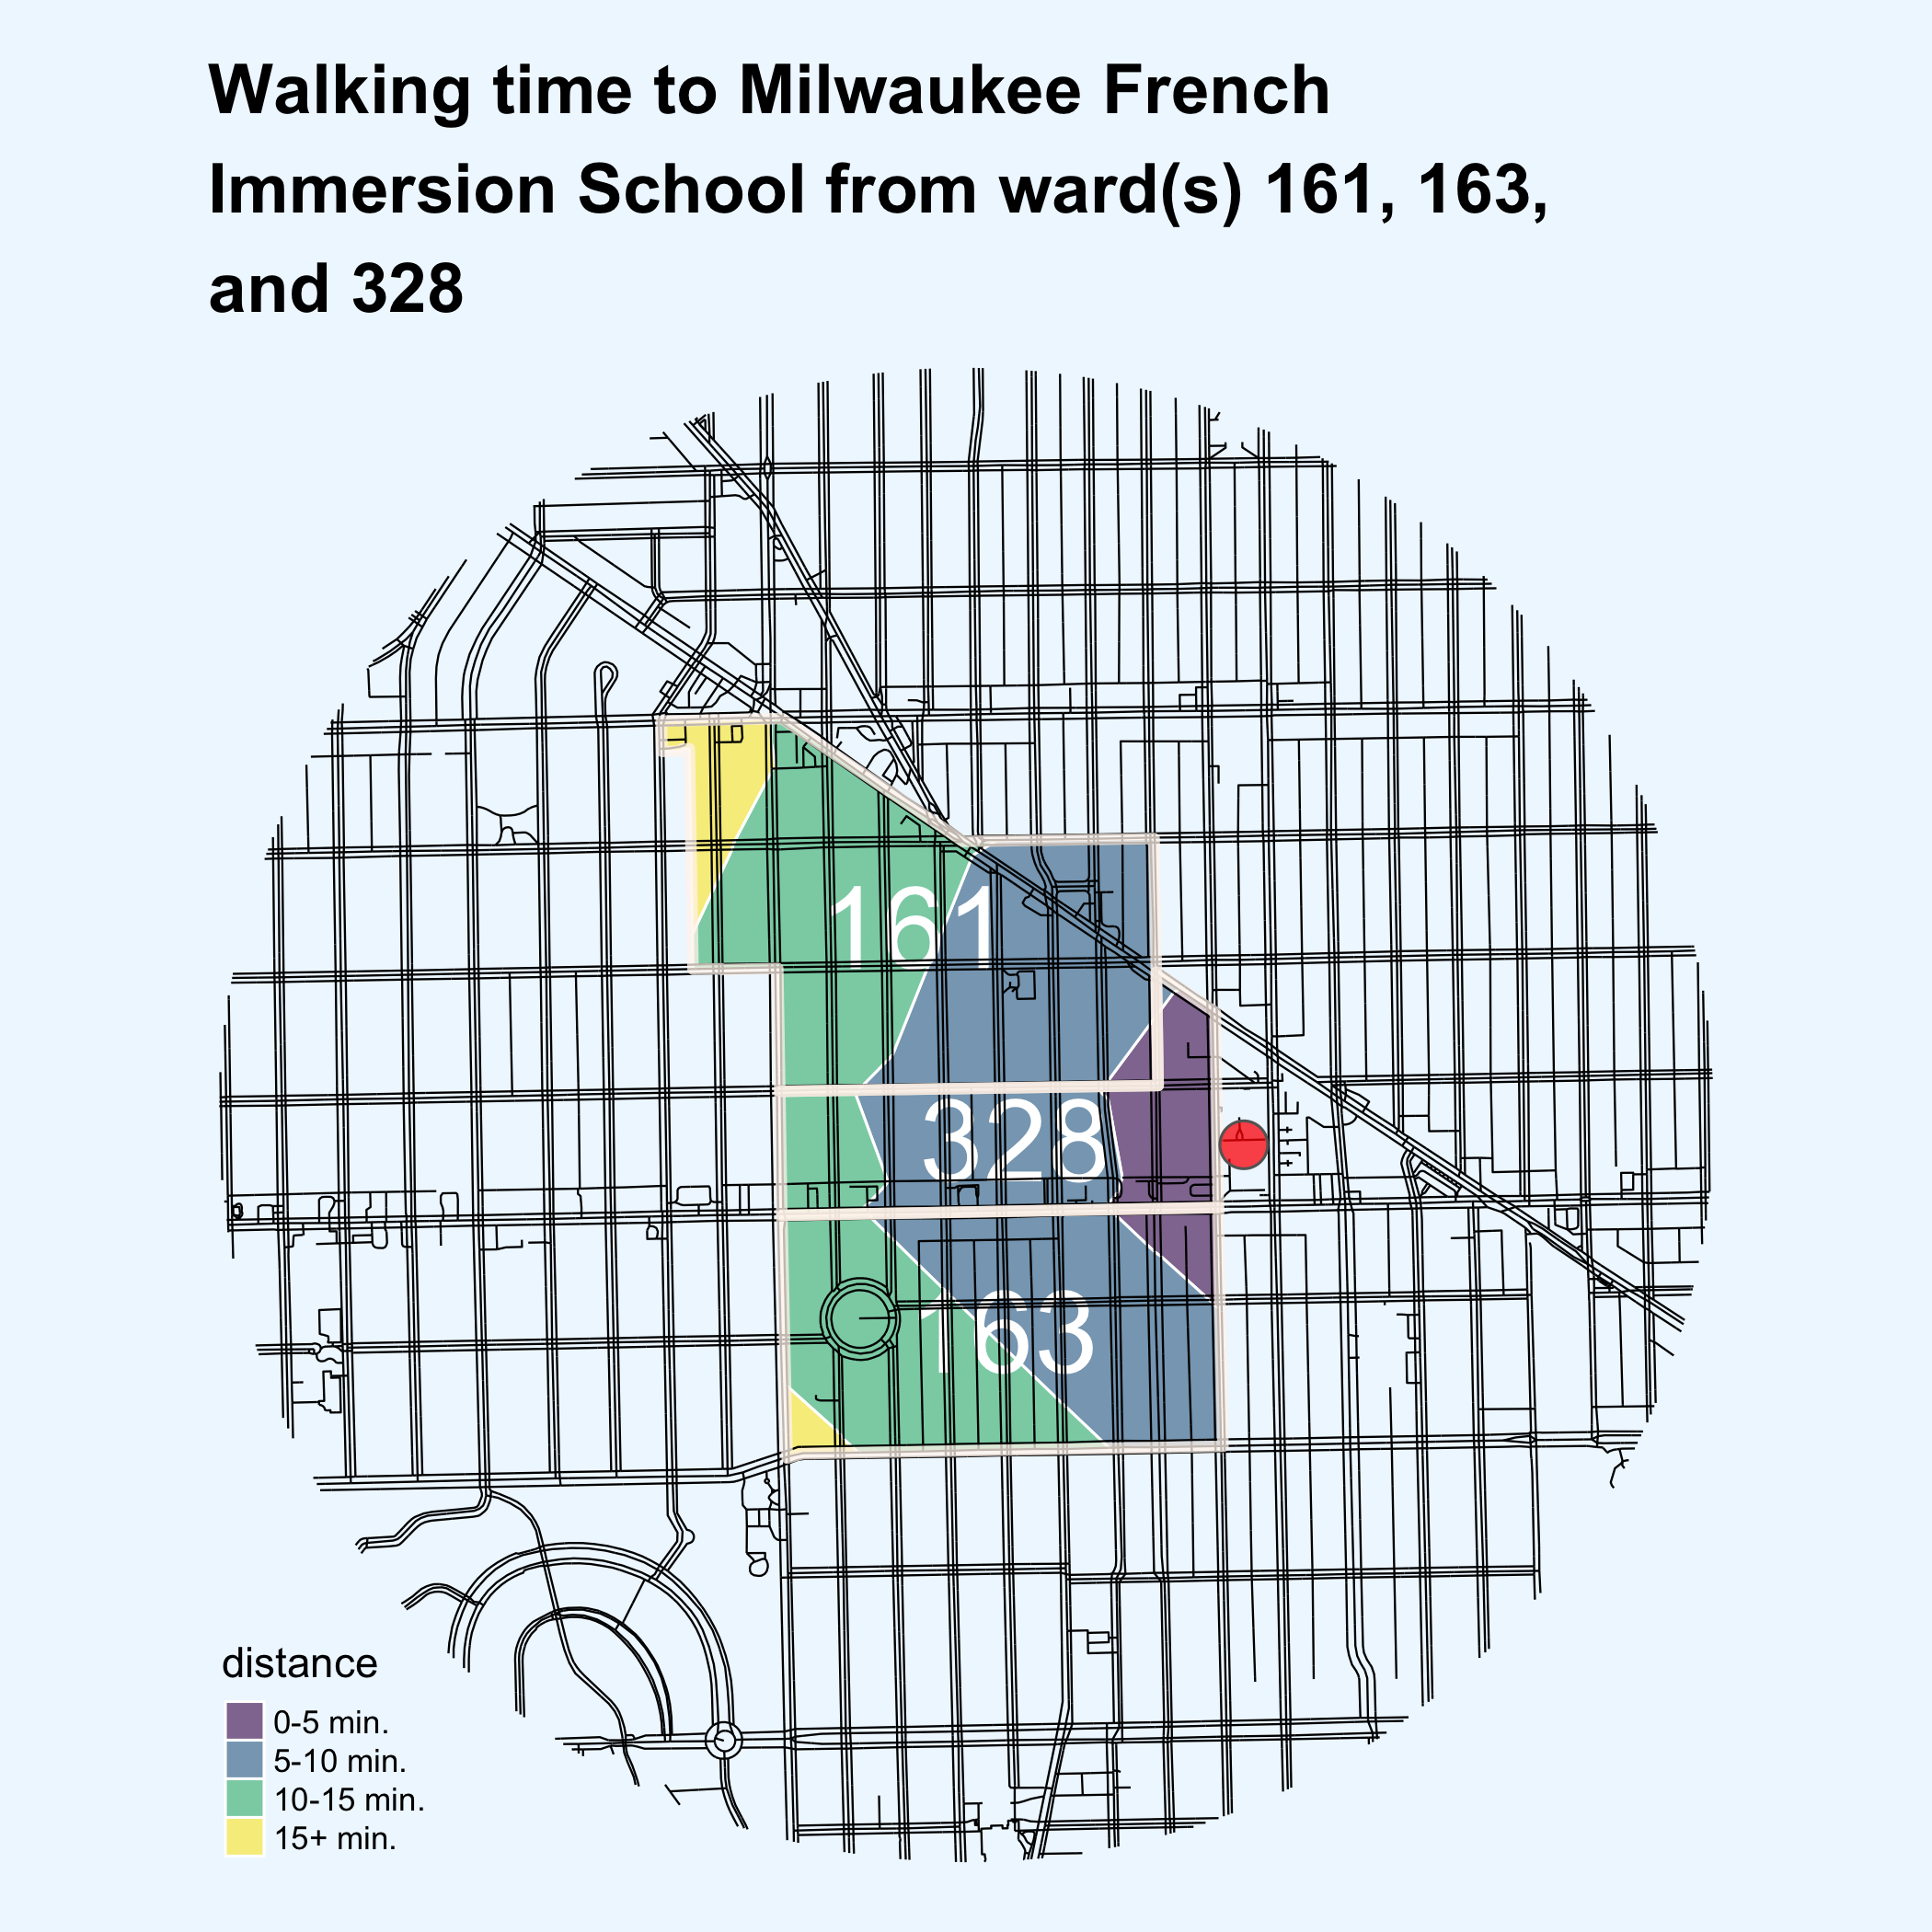 Walking time to Milwaukee French
Immersion School from ward(s) 161, 163,
and 328
161
328
163
distance
0-5 min.
5-10 min.
10-15 min.
15+ min.